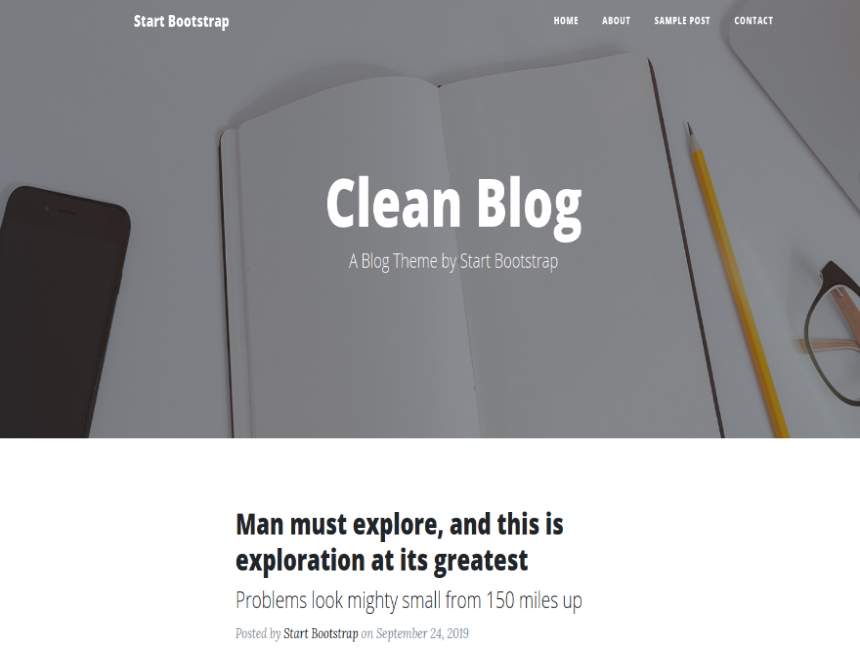 Start Bootstrap
HOME ABOUT SAMPLE POST CONTACT
Clean Blog
A Blog Theme by Start Bootstrap
Man must explore, and this is
exploration at its greatest
Problems look mighty small from 150 miles up
Posted by Start Bootstrap on September 24, 2019